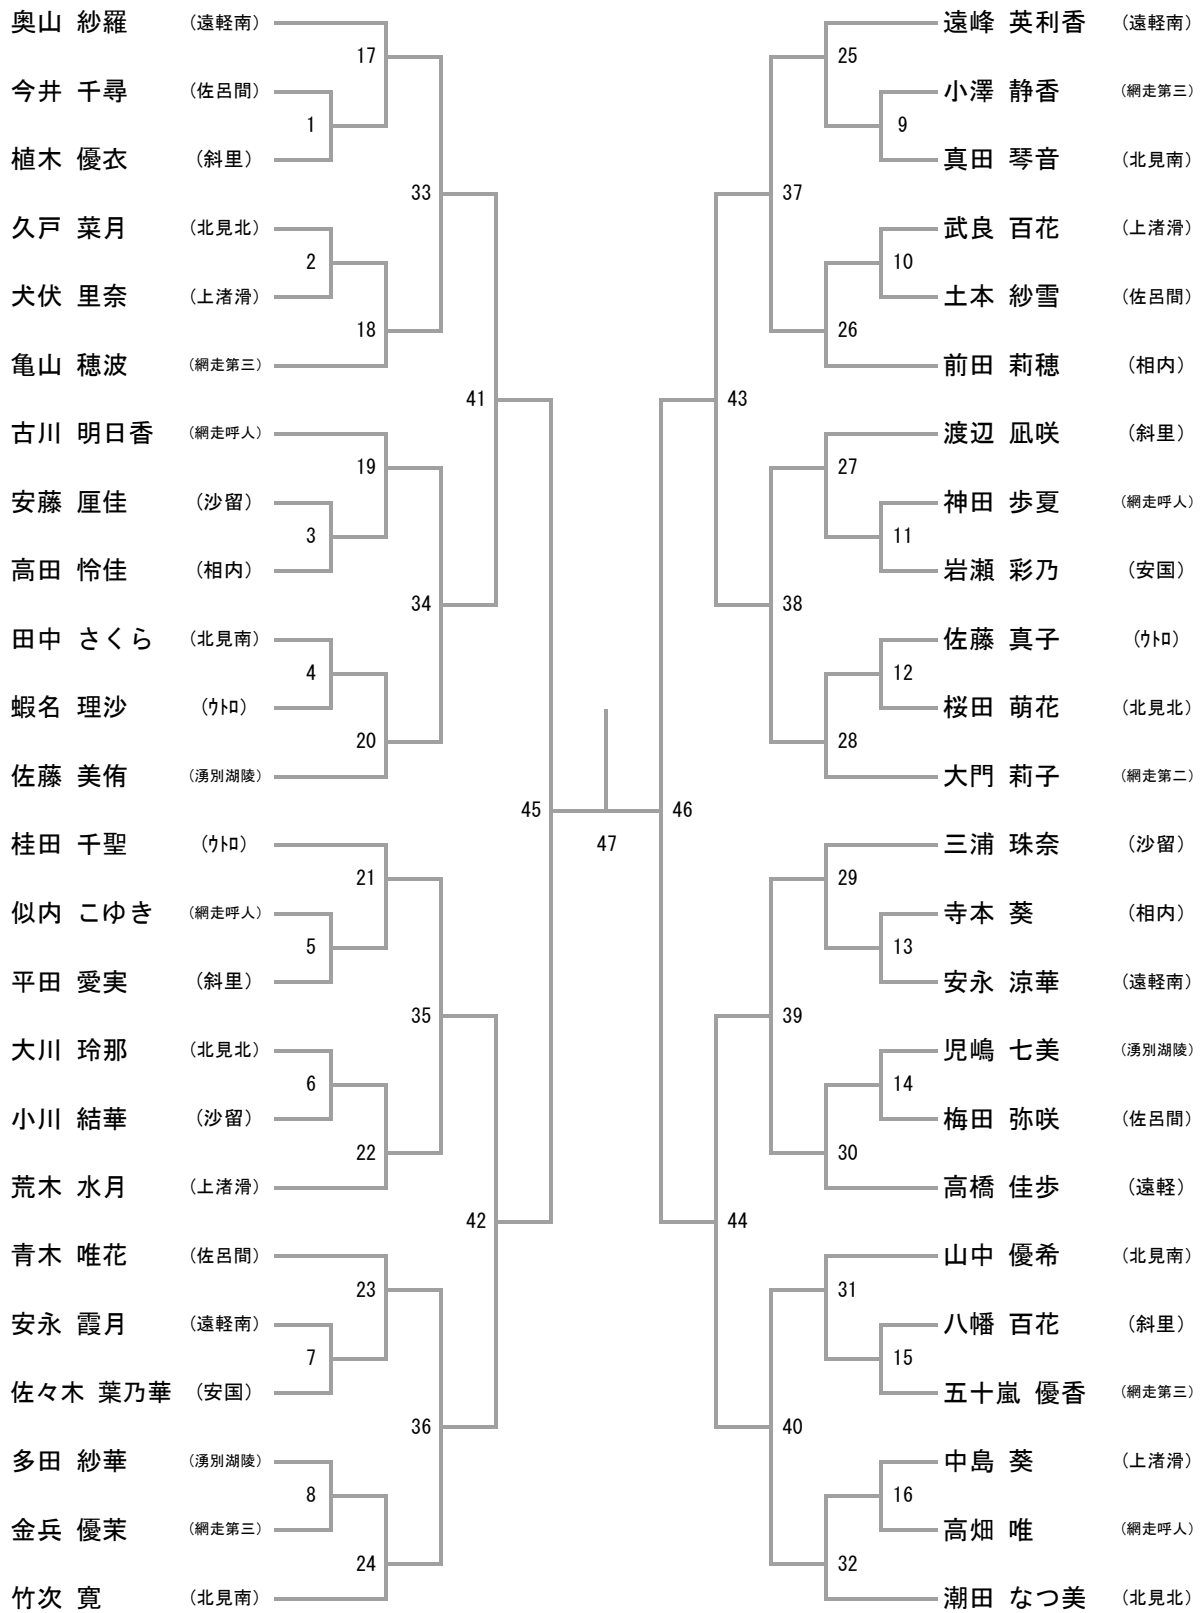 奥山 紗羅 (遠軽南)
17
今井 千尋 (佐呂間)
1
植木 優衣 (斜里)
33
久戸 菜月 (北見北)
2
犬伏 里奈 (上渚滑)
18
亀山 穂波 (網走第三)
41
古川 明日香 (網走呼人)
19
安藤 厘佳 (沙留)
3
高田 怜佳 (相内)
34
田中 さくら (北見南)
4
蝦名 理沙 (ウトロ)
20
佐藤 美侑 (湧別湖陵)
45
桂田 千聖 (ウトロ)
21
似内 こゆき (網走呼人)
5
平田 愛実 (斜里)
35
大川 玲那 (北見北)
6
小川 結華 (沙留)
22
荒木 水月 (上渚滑)
42
青木 唯花 (佐呂間)
23
安永 霞月 (遠軽南)
7
佐々木 葉乃華 (安国)
36
多田 紗華 (湧別湖陵)
8
金兵 優茉 (網走第三)
24
竹次 寛 (北見南)
47
遠峰 英利香 (遠軽南)
25
小澤 静香 (網走第三)
9
真田 琴音 (北見南)
37
武良 百花 (上渚滑)
10
土本 紗雪 (佐呂間)
26
前田 莉穂 (相内)
43
渡辺 凪咲 (斜里)
27
神田 歩夏 (網走呼人)
11
岩瀬 彩乃 (安国)
38
佐藤 真子 (ウトロ)
12
桜田 萌花 (北見北)
28
大門 莉子 (網走第二)
46
三浦 珠奈 (沙留)
29
寺本 葵 (相内)
13
安永 涼華 (遠軽南)
39
児嶋 七美 (湧別湖陵)
14
梅田 弥咲 (佐呂間)
30
高橋 佳歩 (遠軽)
44
山中 優希 (北見南)
31
八幡 百花 (斜里)
15
五十嵐 優香 (網走第三)
40
中島 葵 (上渚滑)
16
高畑 唯 (網走呼人)
32
潮田 なつ美 (北見北)